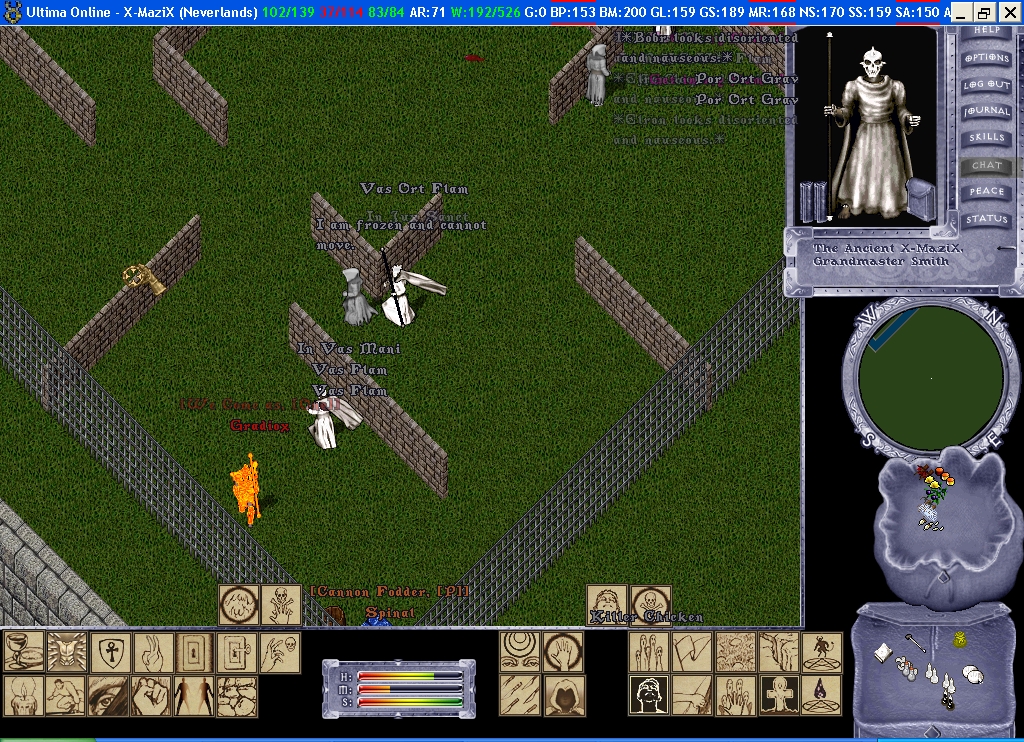 Ultima Online - X-MaziX (Neverlands) 102/139 37/114 83/84 AR:71 W:192/526 G:0 BP:153 BM:200 GL:159 GS:189 MR:168 NS:170 SS:159 SA:150 A
*Bobr looks disoriented
and nauseous.* Flam
Por Ort Grav
and nauseous Por Ort Grav
*Elron looks disoriented
and nauseous.*
HELP
OPTIONS
LOG OUT
JOURNAL
SKILLS
CHAT
PEACE
STATUS
Vas Ort Flam
I am frozen and cannot
move.
The Ancient X-MaziX,
Grandmaster Smith
W
N
S
E
In Vas Mani
Vas Flam
Vas Flam
Gradiox
[Cannon Fodder, [P]]
Spinal
Killer Chicken
H:
M:
S: